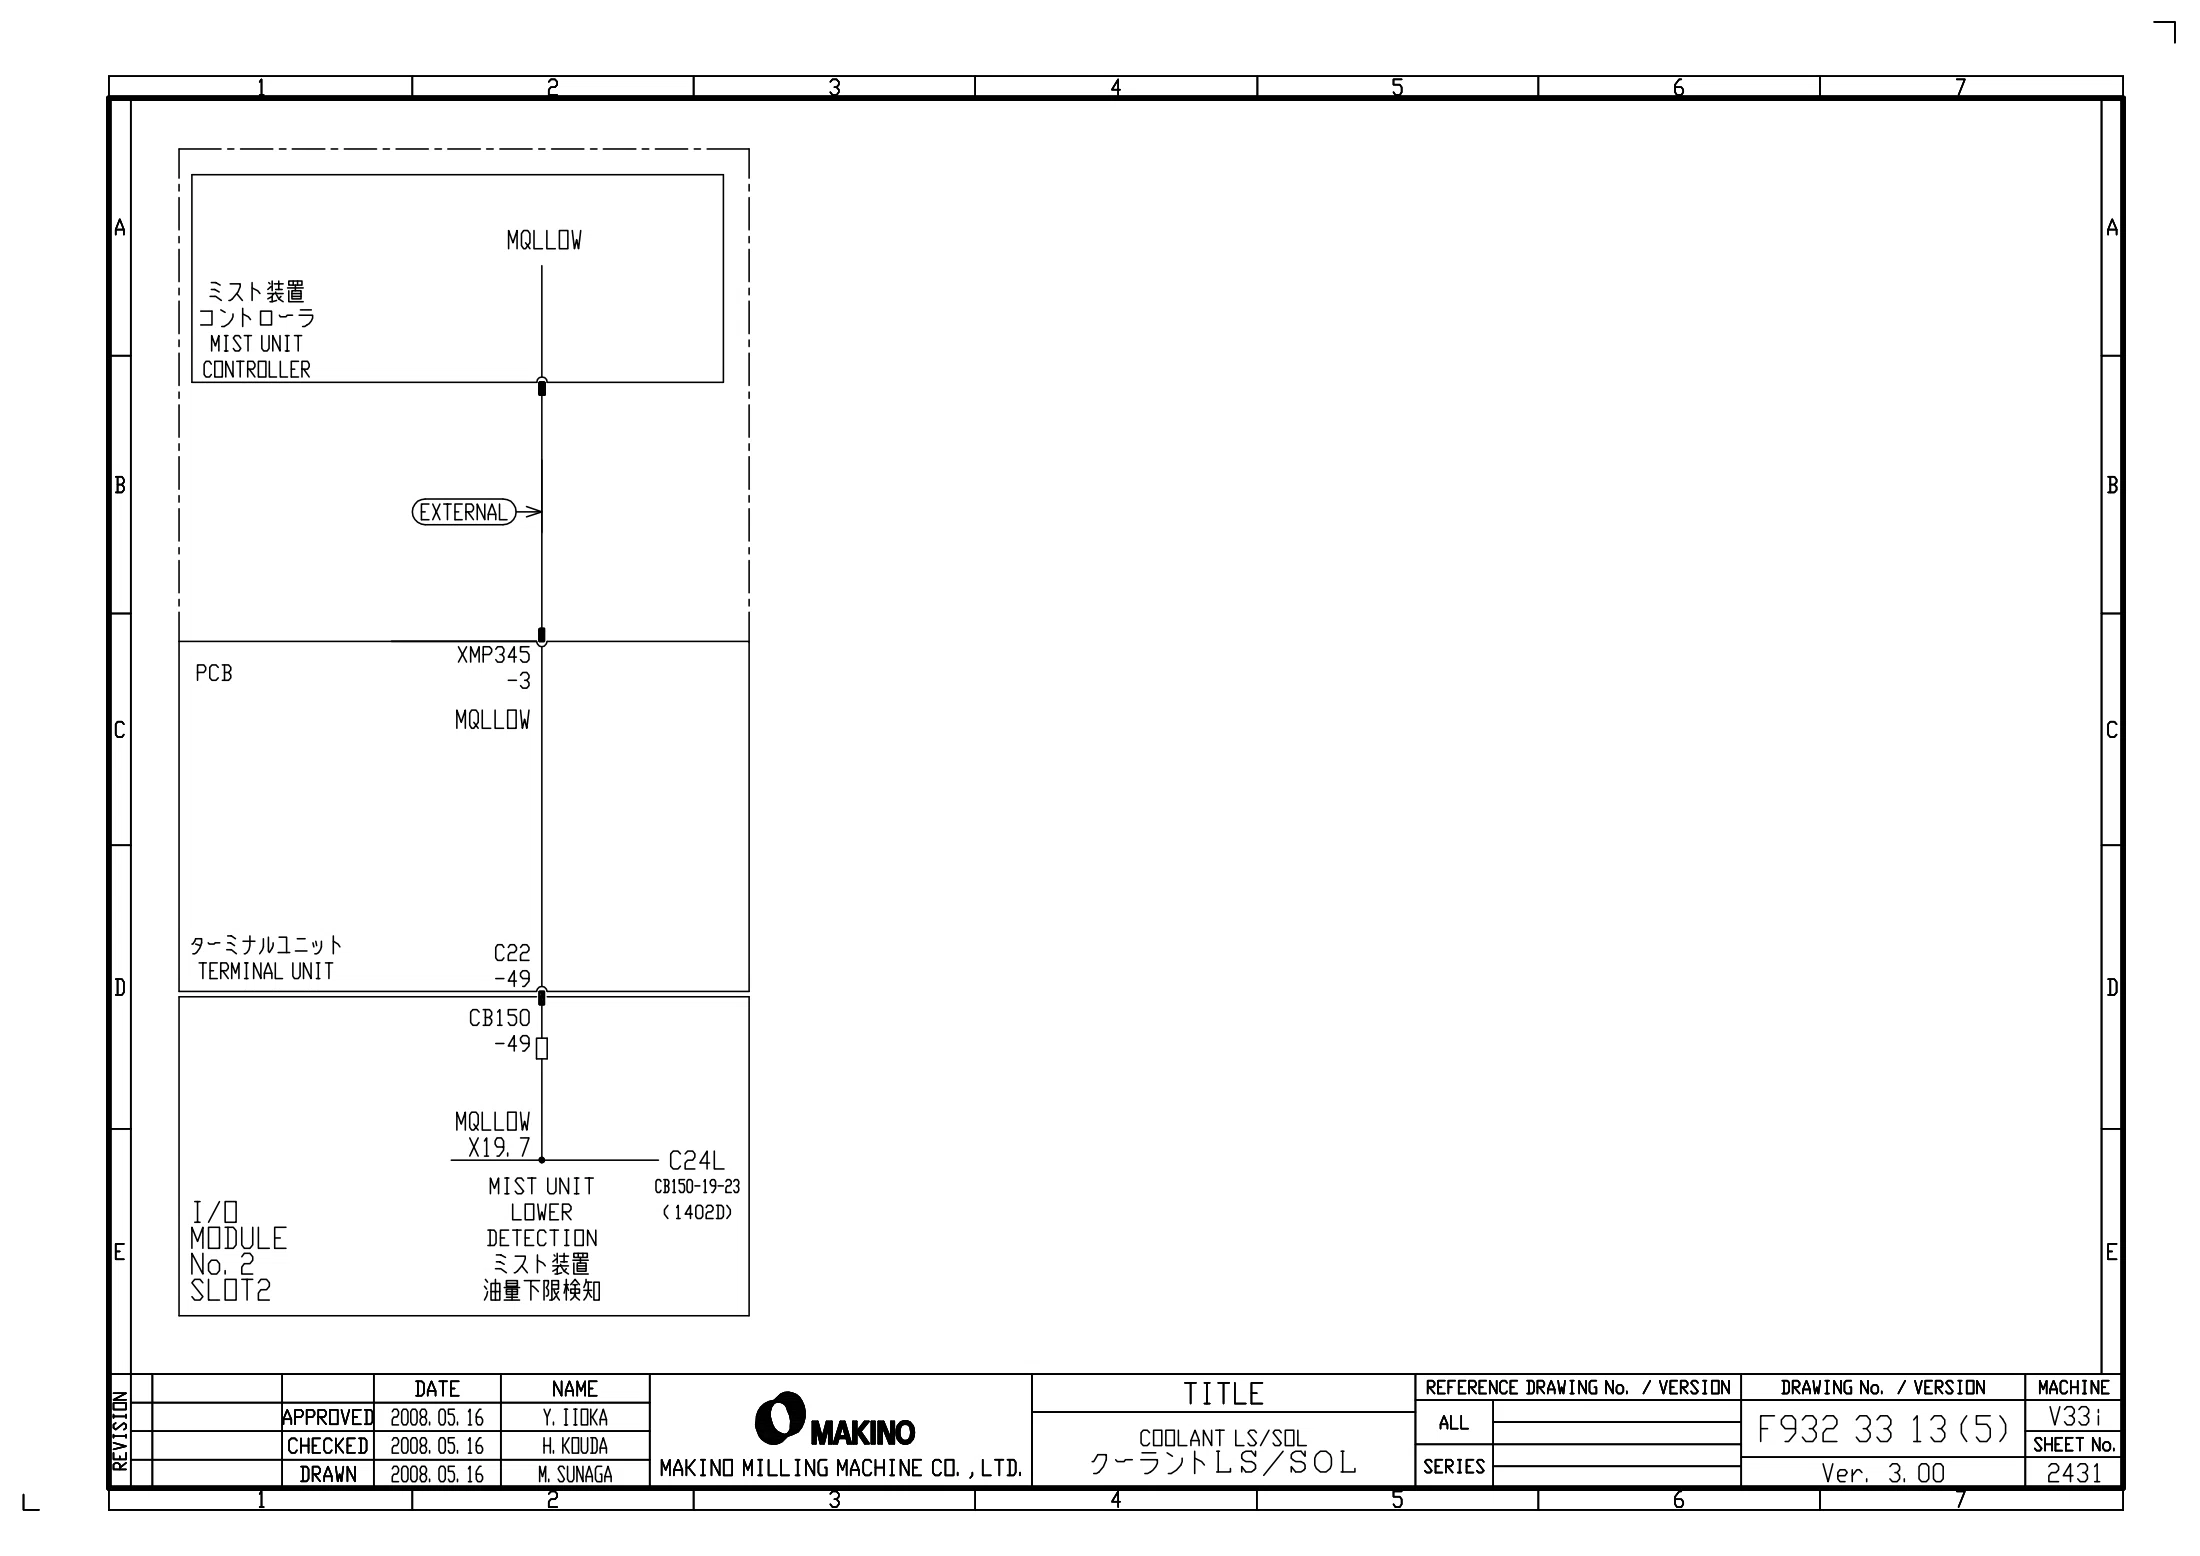 1 2 3 4 5 6 7
A A
MQLLOW
ミスト装置
コントローラ
MIST UNIT
CONTROLLER
B B
EXTERNAL
XMP345
PCB
-3
MQLLOW
C C
ターミナルユニット
TERMINAL UNIT
C22
-49
D D
CB150
-49
MQLLOW
X19.7
C24L
CB150-19-23
(1402D)
MIST UNIT
LOWER
DETECTION
ミスト装置
油量下限検知
I/O
MODULE
No. 2
SLOT2
E E
REVISION
DATE NAME
APPROVED 2008. 05. 16 Y. IIOKA
CHECKED 2008. 05. 16 H. KOUDA
DRAWN 2008. 05. 16 M. SUNAGA
MAKINO
MAKINO MILLING MACHINE CO. , LTD.
TITLE
COOLANT LS/SOL
クーラントLS/SOL
REFERENCE DRAWING No. / VERSION
ALL
SERIES
DRAWING No. / VERSION
F932 33 13(5)
Ver. 3. 00
MACHINE
V33i
SHEET No.
2431
1 2 3 4 5 6 7